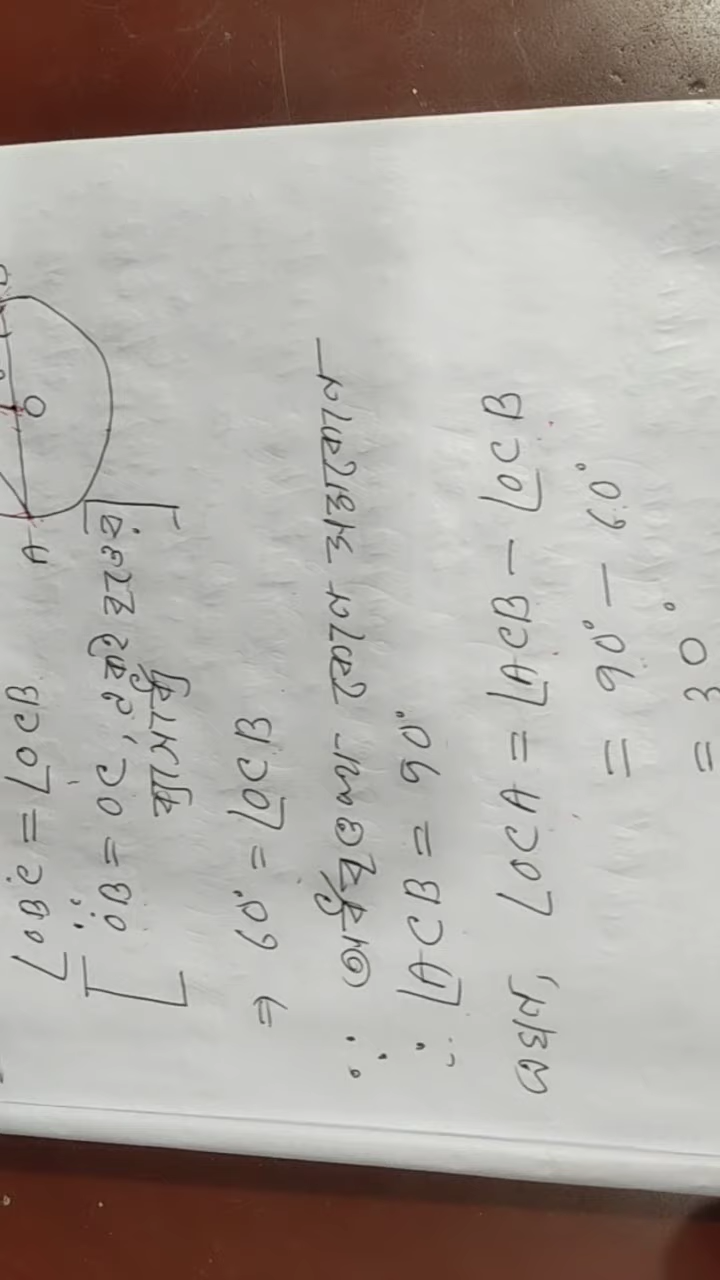 A
O
∠OBC = ∠OCB
[∵ OB = OC, একই বৃত্তের
ব্যাসার্ধ]
⇒ 60° = ∠OCB
∴ অর্ধবৃত্তস্থ কোন সমকোন
∴ ∠ACB = 90°
এখন, ∠OCA = ∠ACB - ∠OCB
= 90° - 60°
= 30°